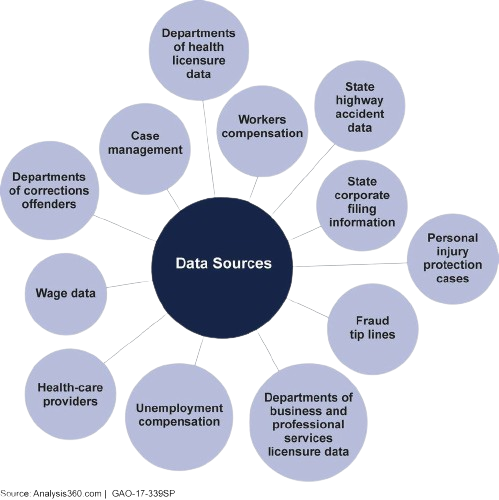 Departments
of health
licensure
data
State
highway
accident
data
Workers
compensation
Case
management
Departments
of corrections
offenders
State
corporate
filing
information
Personal
injury
protection
cases
Data Sources
Wage data
Fraud
tip lines
Health-care
providers
Unemployment
compensation
Departments of
business and
professional
services
licensure data
Source: Analysis360.com | GAO-17-339SP